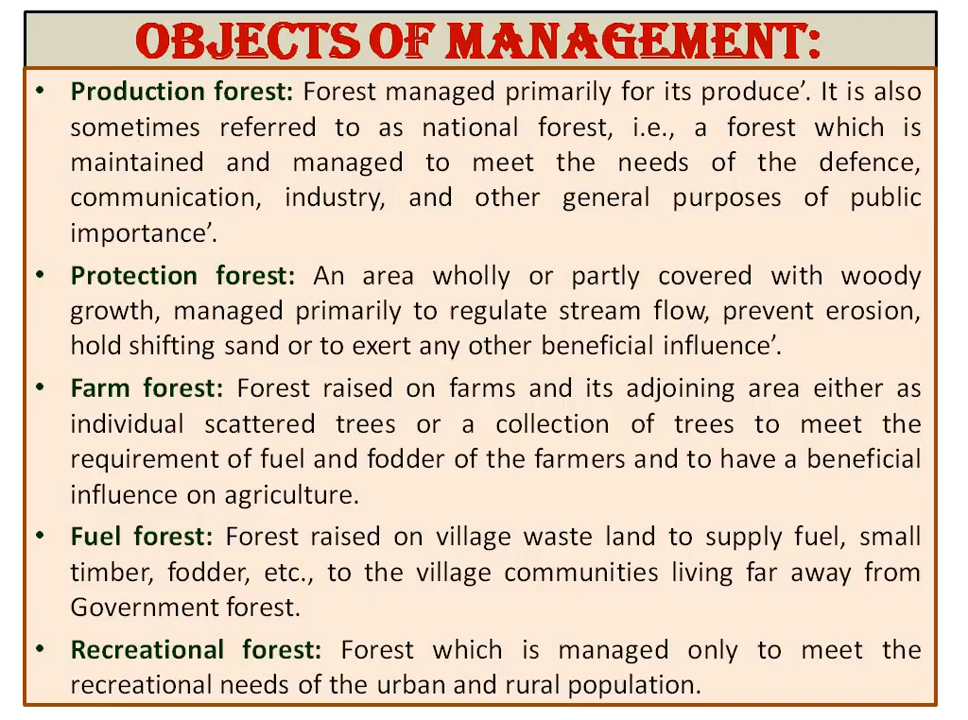 OBJECTS OF MANAGEMENT:
• Production forest: Forest managed primarily for its produce’. It is also
sometimes referred to as national forest, i.e., a forest which is
maintained and managed to meet the needs of the defence,
communication, industry, and other general purposes of public
importance’.
• Protection forest: An area wholly or partly covered with woody
growth, managed primarily to regulate stream flow, prevent erosion,
hold shifting sand or to exert any other beneficial influence’.
• Farm forest: Forest raised on farms and its adjoining area either as
individual scattered trees or a collection of trees to meet the
requirement of fuel and fodder of the farmers and to have a beneficial
influence on agriculture.
• Fuel forest: Forest raised on village waste land to supply fuel, small
timber, fodder, etc., to the village communities living far away from
Government forest.
• Recreational forest: Forest which is managed only to meet the
recreational needs of the urban and rural population.